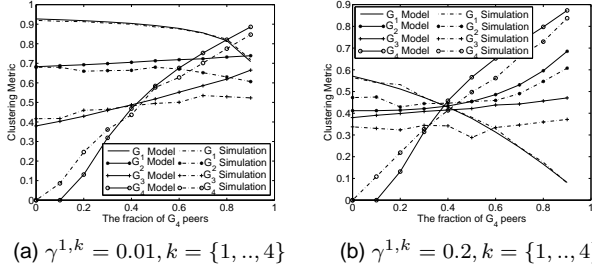 1
0.9
0.8
0.7
0.6
0.5
0.4
0.3
0.2
0.1
0
Clustering Metric
G1 Model
G2 Model
G3 Model
G4 Model
G1 Simulation
G2 Simulation
G3 Simulation
G4 Simulation
0 0.2 0.4 0.6 0.8 1
The fracion of G4 peers
(a) γ^{1,k} = 0.01, k = {1, .., 4}
0.9
0.8
0.7
0.6
0.5
0.4
0.3
0.2
0.1
0
Clustering Metric
G1 Model
G2 Model
G3 Model
G4 Model
G1 Simulation
G2 Simulation
G3 Simulation
G4 Simulation
0 0.2 0.4 0.6 0.8 1
The fraction of G4 peers
(b) γ^{1,k} = 0.2, k = {1, .., 4